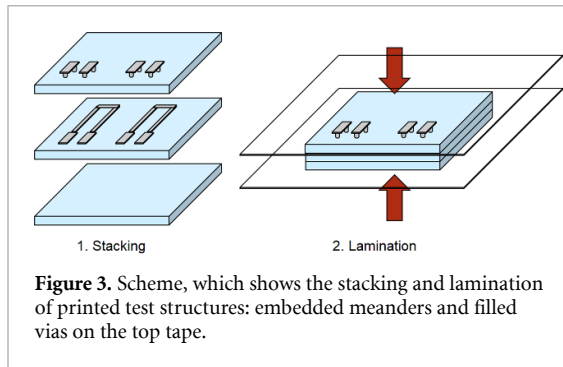 1. Stacking
2. Lamination
Figure 3. Scheme, which shows the stacking and lamination
of printed test structures: embedded meanders and filled
vias on the top tape.